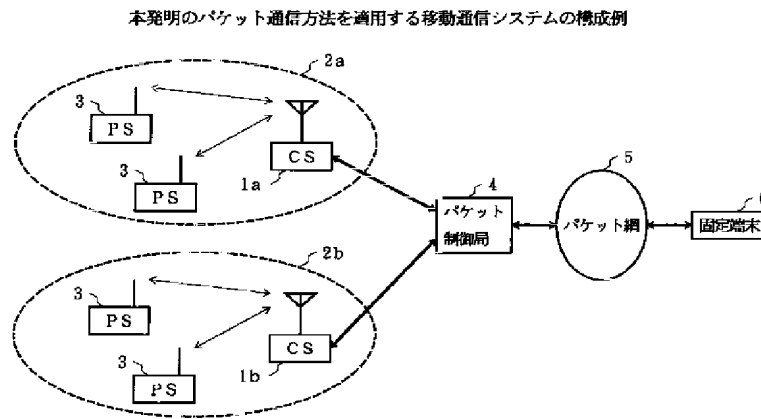 本発明のパケット通信方法を適用する移動通信システムの構成例
2a
3
PS
3
PS
CS
1a
4
パケット
制御局
5
パケット網
固定端末
2b
3
PS
3
PS
CS
1b